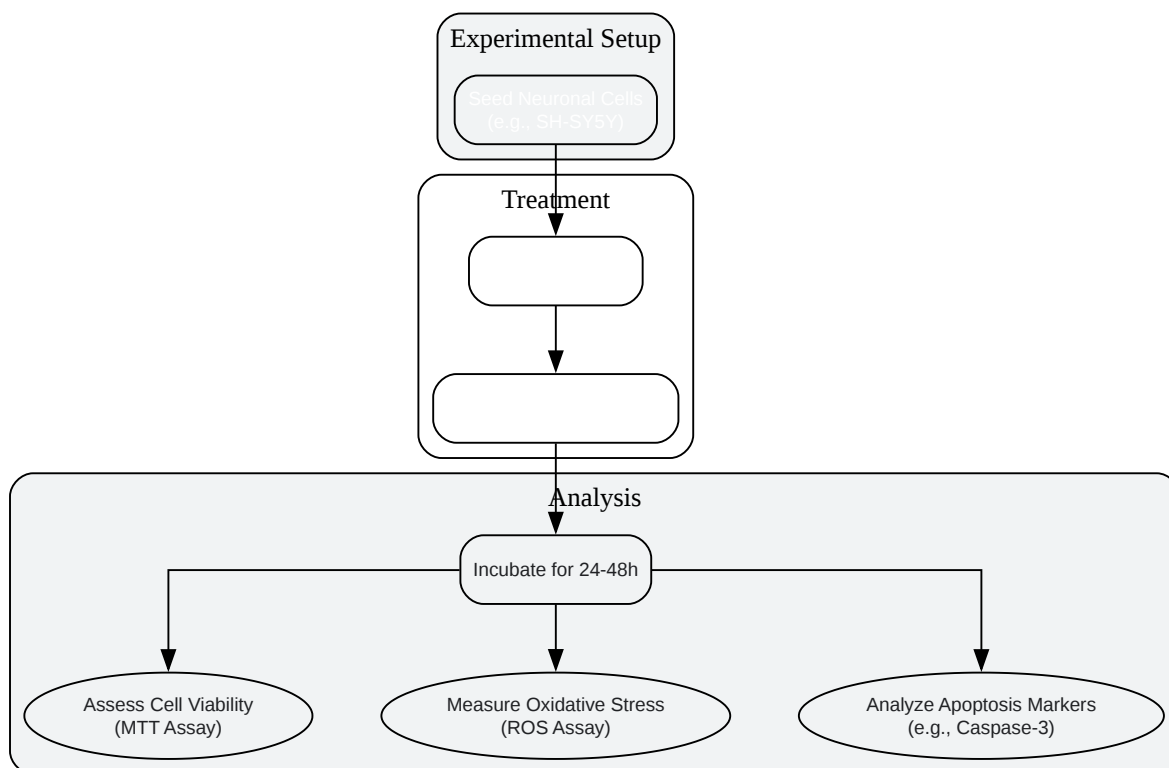 Experimental Setup
Seed Neuronal Cells
(e.g., SH-SY5Y)
Treatment
Analysis
Incubate for 24-48h
Assess Cell Viability
(MTT Assay)
Measure Oxidative Stress
(ROS Assay)
Analyze Apoptosis Markers
(e.g., Caspase-3)